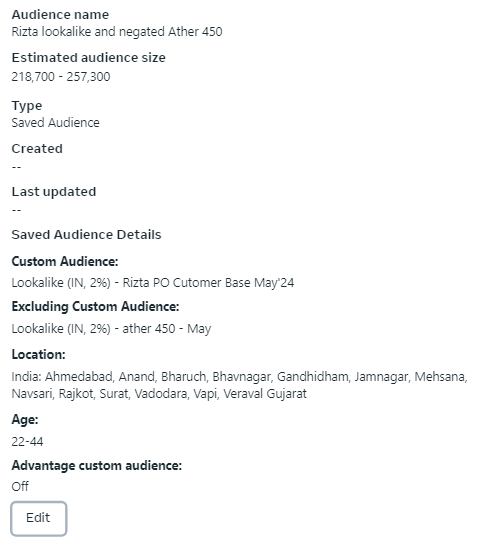 Audience name
Rizta lookalike and negated Ather 450
Estimated audience size
218,700 - 257,300
Type
Saved Audience
Created
--
Last updated
--
Saved Audience Details
Custom Audience:
Lookalike (IN, 2%) - Rizta PO Cutomer Base May'24
Excluding Custom Audience:
Lookalike (IN, 2%) - ather 450 - May
Location:
India: Ahmedabad, Anand, Bharuch, Bhavnagar, Gandhidham, Jamnagar, Mehsana,
Navsari, Rajkot, Surat, Vadodara, Vapi, Veraval Gujarat
Age:
22-44
Advantage custom audience:
Off
Edit